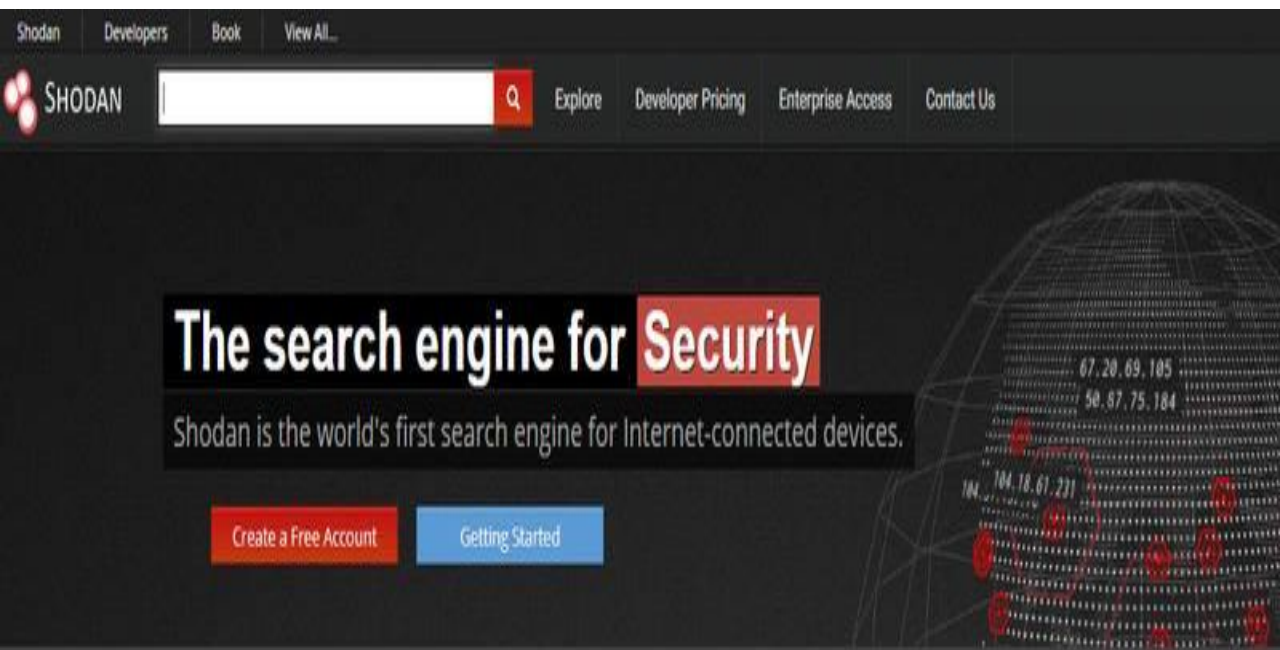 Shodan Developers Book View All...
SHODAN Explore Developer Pricing Enterprise Access Contact Us
The search engine for Security
67.20.69.105
50.87.75.184
Shodan is the world's first search engine for Internet-connected devices.
104.18.61.231
Create a Free Account Getting Started